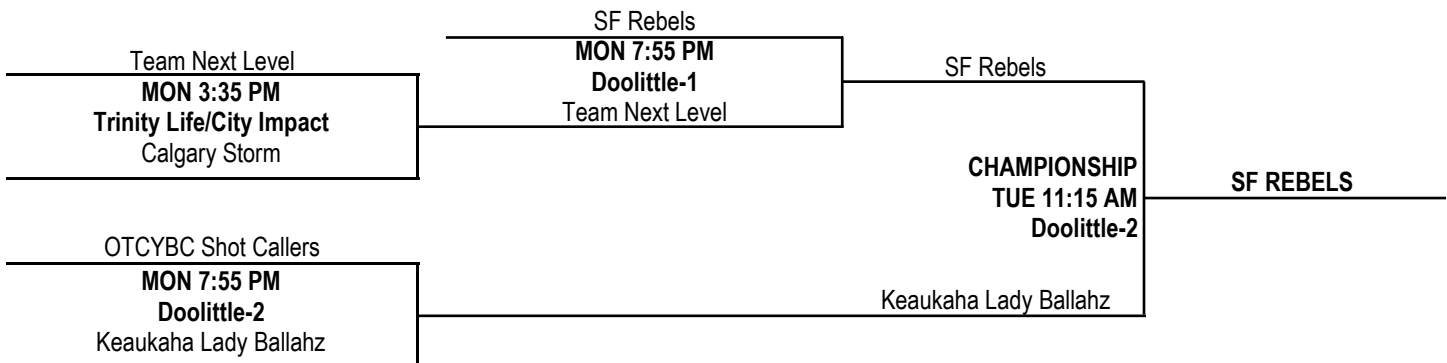 SF Rebels
MON 7:55 PM
Doolittle-1
Team Next Level
Team Next Level
MON 3:35 PM
Trinity Life/City Impact
Calgary Storm
SF Rebels
CHAMPIONSHIP
TUE 11:15 AM
Doolittle-2
SF REBELS
OTCYBC Shot Callers
MON 7:55 PM
Doolittle-2
Keaukaha Lady Ballahz
Keaukaha Lady Ballahz